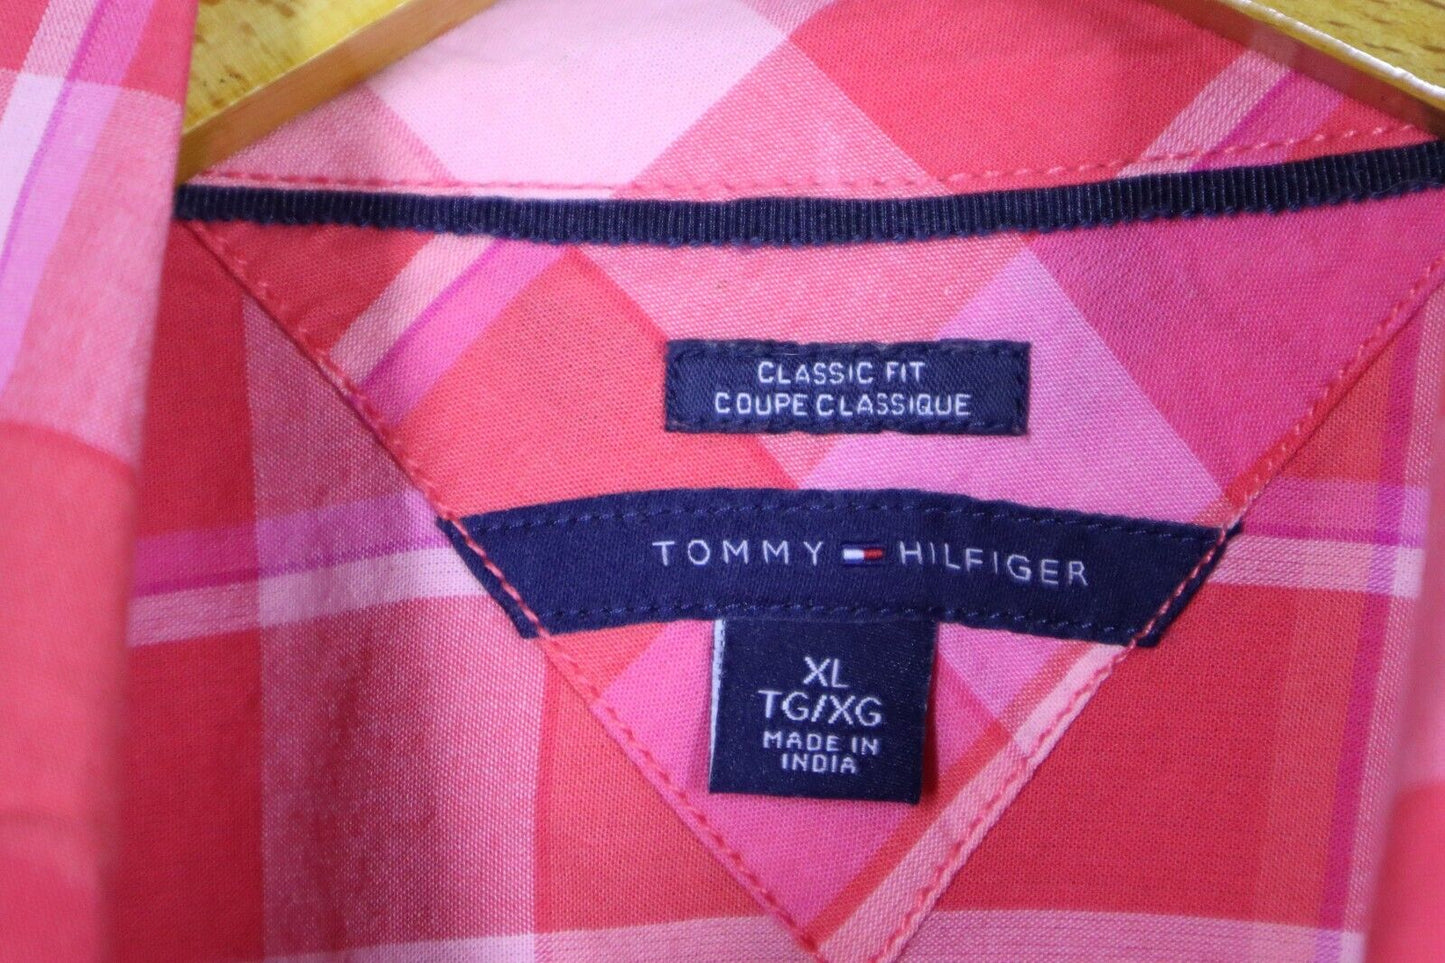 CLASSIC FIT
COUPE CLASSIQUE
TOMMY HILFIGER
XL
TG/XG
MADE IN
INDIA